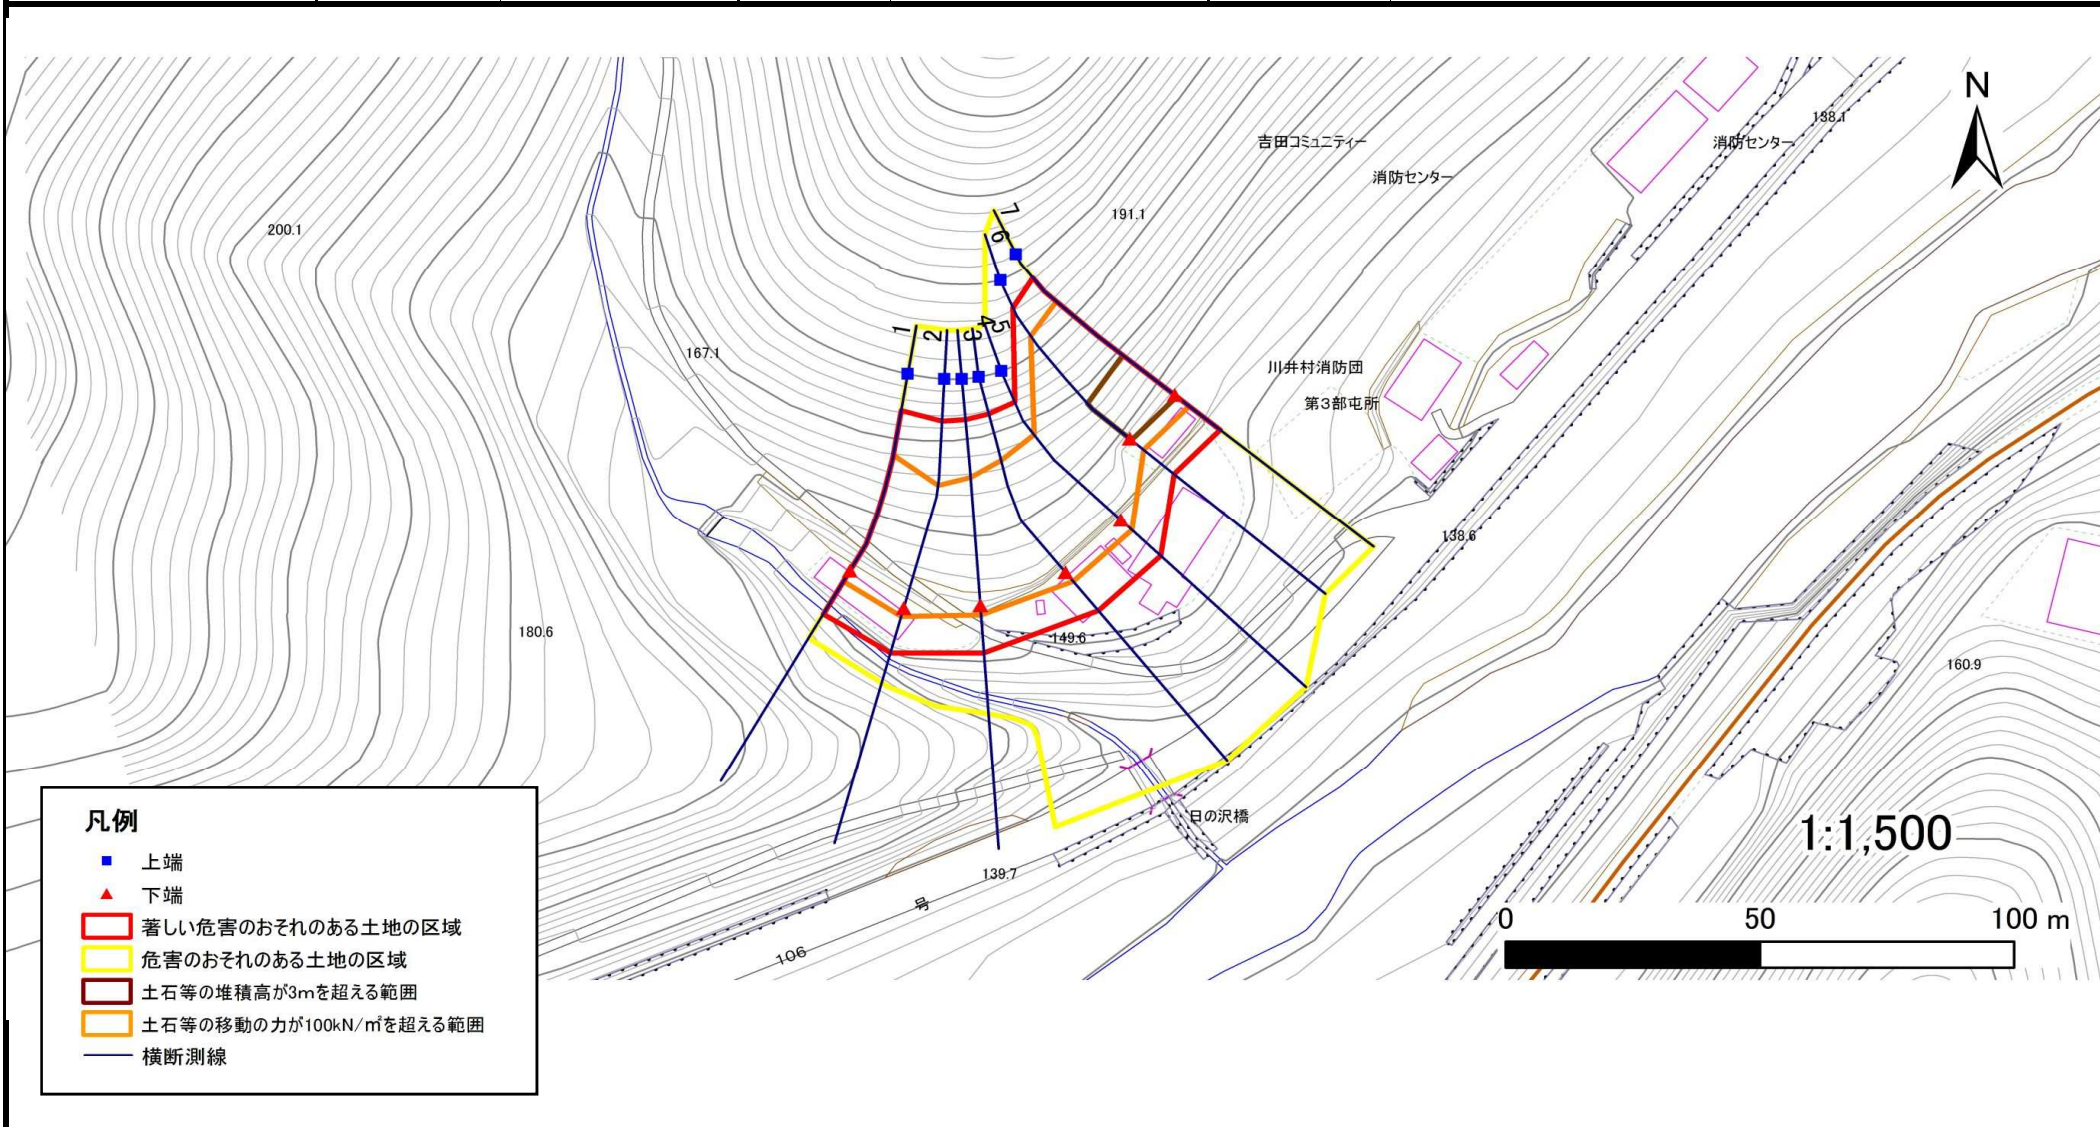 N
138.1
吉田コミュニティー
消防センター
消防センター
7
191.1
200.1
6
1
2
3
4
5
167.1
川井村消防団
第3部屯所
138.6
180.6
149.6
160.9
日の沢橋
1:1,500
139.7
号
106
0 50 100 m
凡例
上端
下端
著しい危害のおそれのある土地の区域
危害のおそれのある土地の区域
土石等の堆積高が3mを超える範囲
土石等の移動の力が100kN/㎡を超える範囲
横断測線